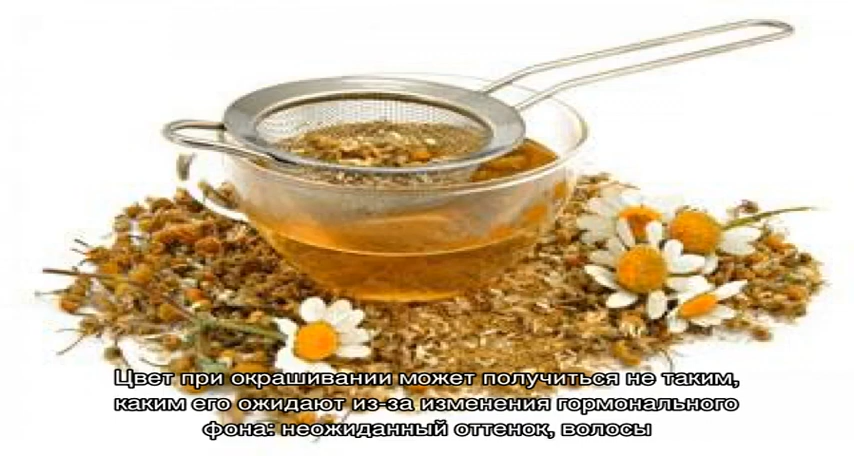 Цвет при окрашивании может получиться не таким,
каким его ожидают из-за изменения гормонального
фона: неожиданный оттенок, волосы